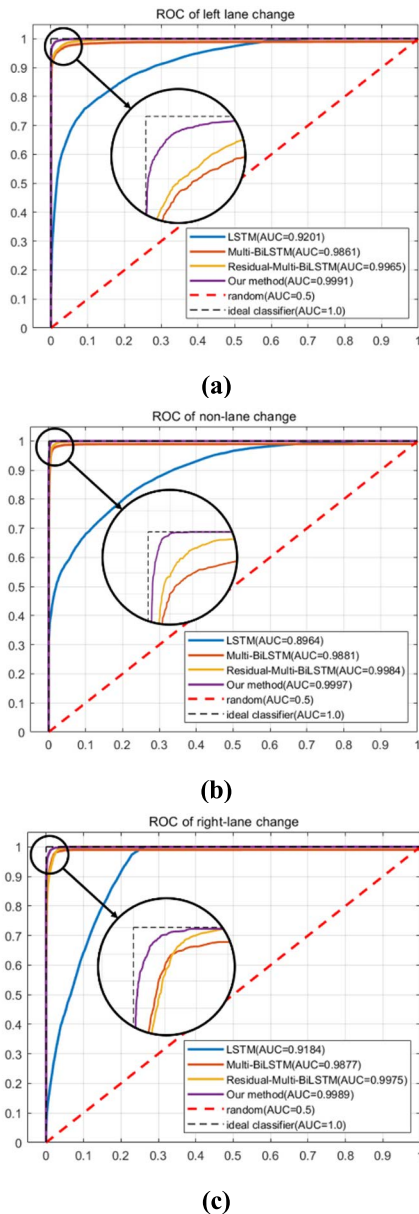 ROC of left lane change
1
0.9
0.8
0.7
0.6
0.5
0.4
0.3
0.2
0.1
0
LSTM(AUC=0.9201)
Multi-BiLSTM(AUC=0.9861)
Residual-Multi-BiLSTM(AUC=0.9965)
Our method(AUC=0.9991)
random(AUC=0.5)
ideal classifier(AUC=1.0)
0 0.1 0.2 0.3 0.4 0.5 0.6 0.7 0.8 0.9 1
(a)
ROC of non-lane change
1
0.9
0.8
0.7
0.6
0.5
0.4
0.3
0.2
0.1
0
LSTM(AUC=0.8964)
Multi-BiLSTM(AUC=0.9881)
Residual-Multi-BiLSTM(AUC=0.9984)
Our method(AUC=0.9997)
random(AUC=0.5)
ideal classifier(AUC=1.0)
0 0.1 0.2 0.3 0.4 0.5 0.6 0.7 0.8 0.9 1
(b)
ROC of right-lane change
1
0.9
0.8
0.7
0.6
0.5
0.4
0.3
0.2
0.1
0
LSTM(AUC=0.9184)
Multi-BiLSTM(AUC=0.9877)
Residual-Multi-BiLSTM(AUC=0.9975)
Our method(AUC=0.9989)
random(AUC=0.5)
ideal classifier(AUC=1.0)
0 0.1 0.2 0.3 0.4 0.5 0.6 0.7 0.8 0.9 1
(c)